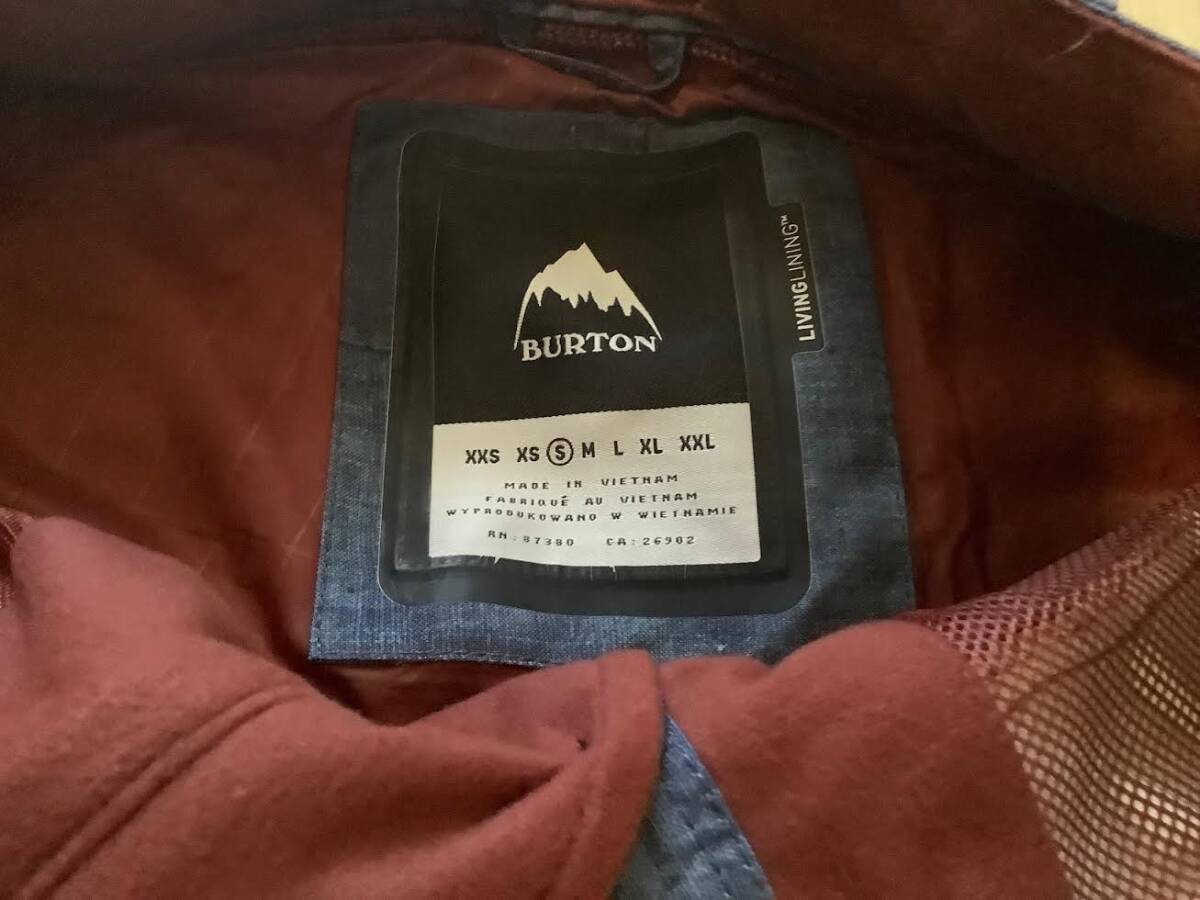 BURTON
LIVINGLINING™
XXS XS S M L XL XXL
MADE IN VIETNAM
FABRIQUÉ AU VIETNAM
WYPRODUKOWANO W WIETNAMIE
RN: 87380 CA: 26902